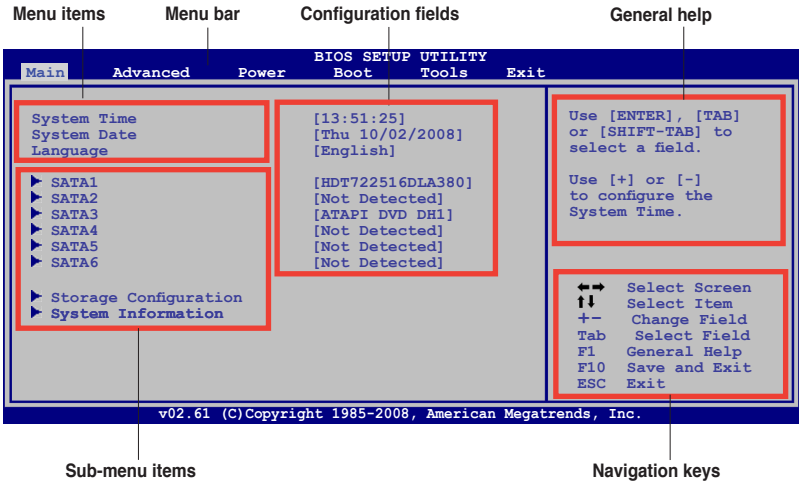 Menu items Menu bar Configuration fields General help
BIOS SETUP UTILITY
Main Advanced Power Boot Tools Exit
System Time [13:51:25]
System Date [Thu 10/02/2008]
Language [English]
SATA1 [HDT722516DLA380]
SATA2 [Not Detected]
SATA3 [ATAPI DVD DH1]
SATA4 [Not Detected]
SATA5 [Not Detected]
SATA6 [Not Detected]
Storage Configuration
System Information
Use [ENTER], [TAB]
or [SHIFT-TAB] to
select a field.
Use [+] or [-]
to configure the
System Time.
←→ Select Screen
↑↓ Select Item
+- Change Field
Tab Select Field
F1 General Help
F10 Save and Exit
ESC Exit
v02.61 (C)Copyright 1985-2008, American Megatrends, Inc.
Sub-menu items Navigation keys